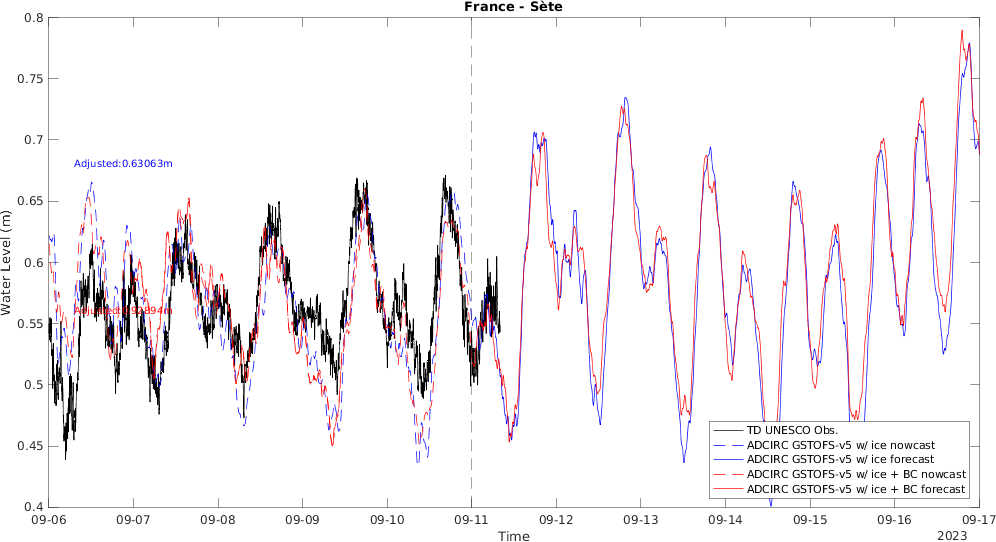 France - Sète
0.8
0.75
0.7
0.65
0.6
0.55
0.5
0.45
0.4
Water Level (m)
Adjusted:0.63063m
TD UNESCO Obs.
ADCIRC GSTOFS-v5 w/ ice nowcast
ADCIRC GSTOFS-v5 w/ ice forecast
ADCIRC GSTOFS-v5 w/ ice + BC nowcast
ADCIRC GSTOFS-v5 w/ ice + BC forecast
09-06 09-07 09-08 09-09 09-10 09-11 09-12 09-13 09-14 09-15 09-16 09-17
Time
2023